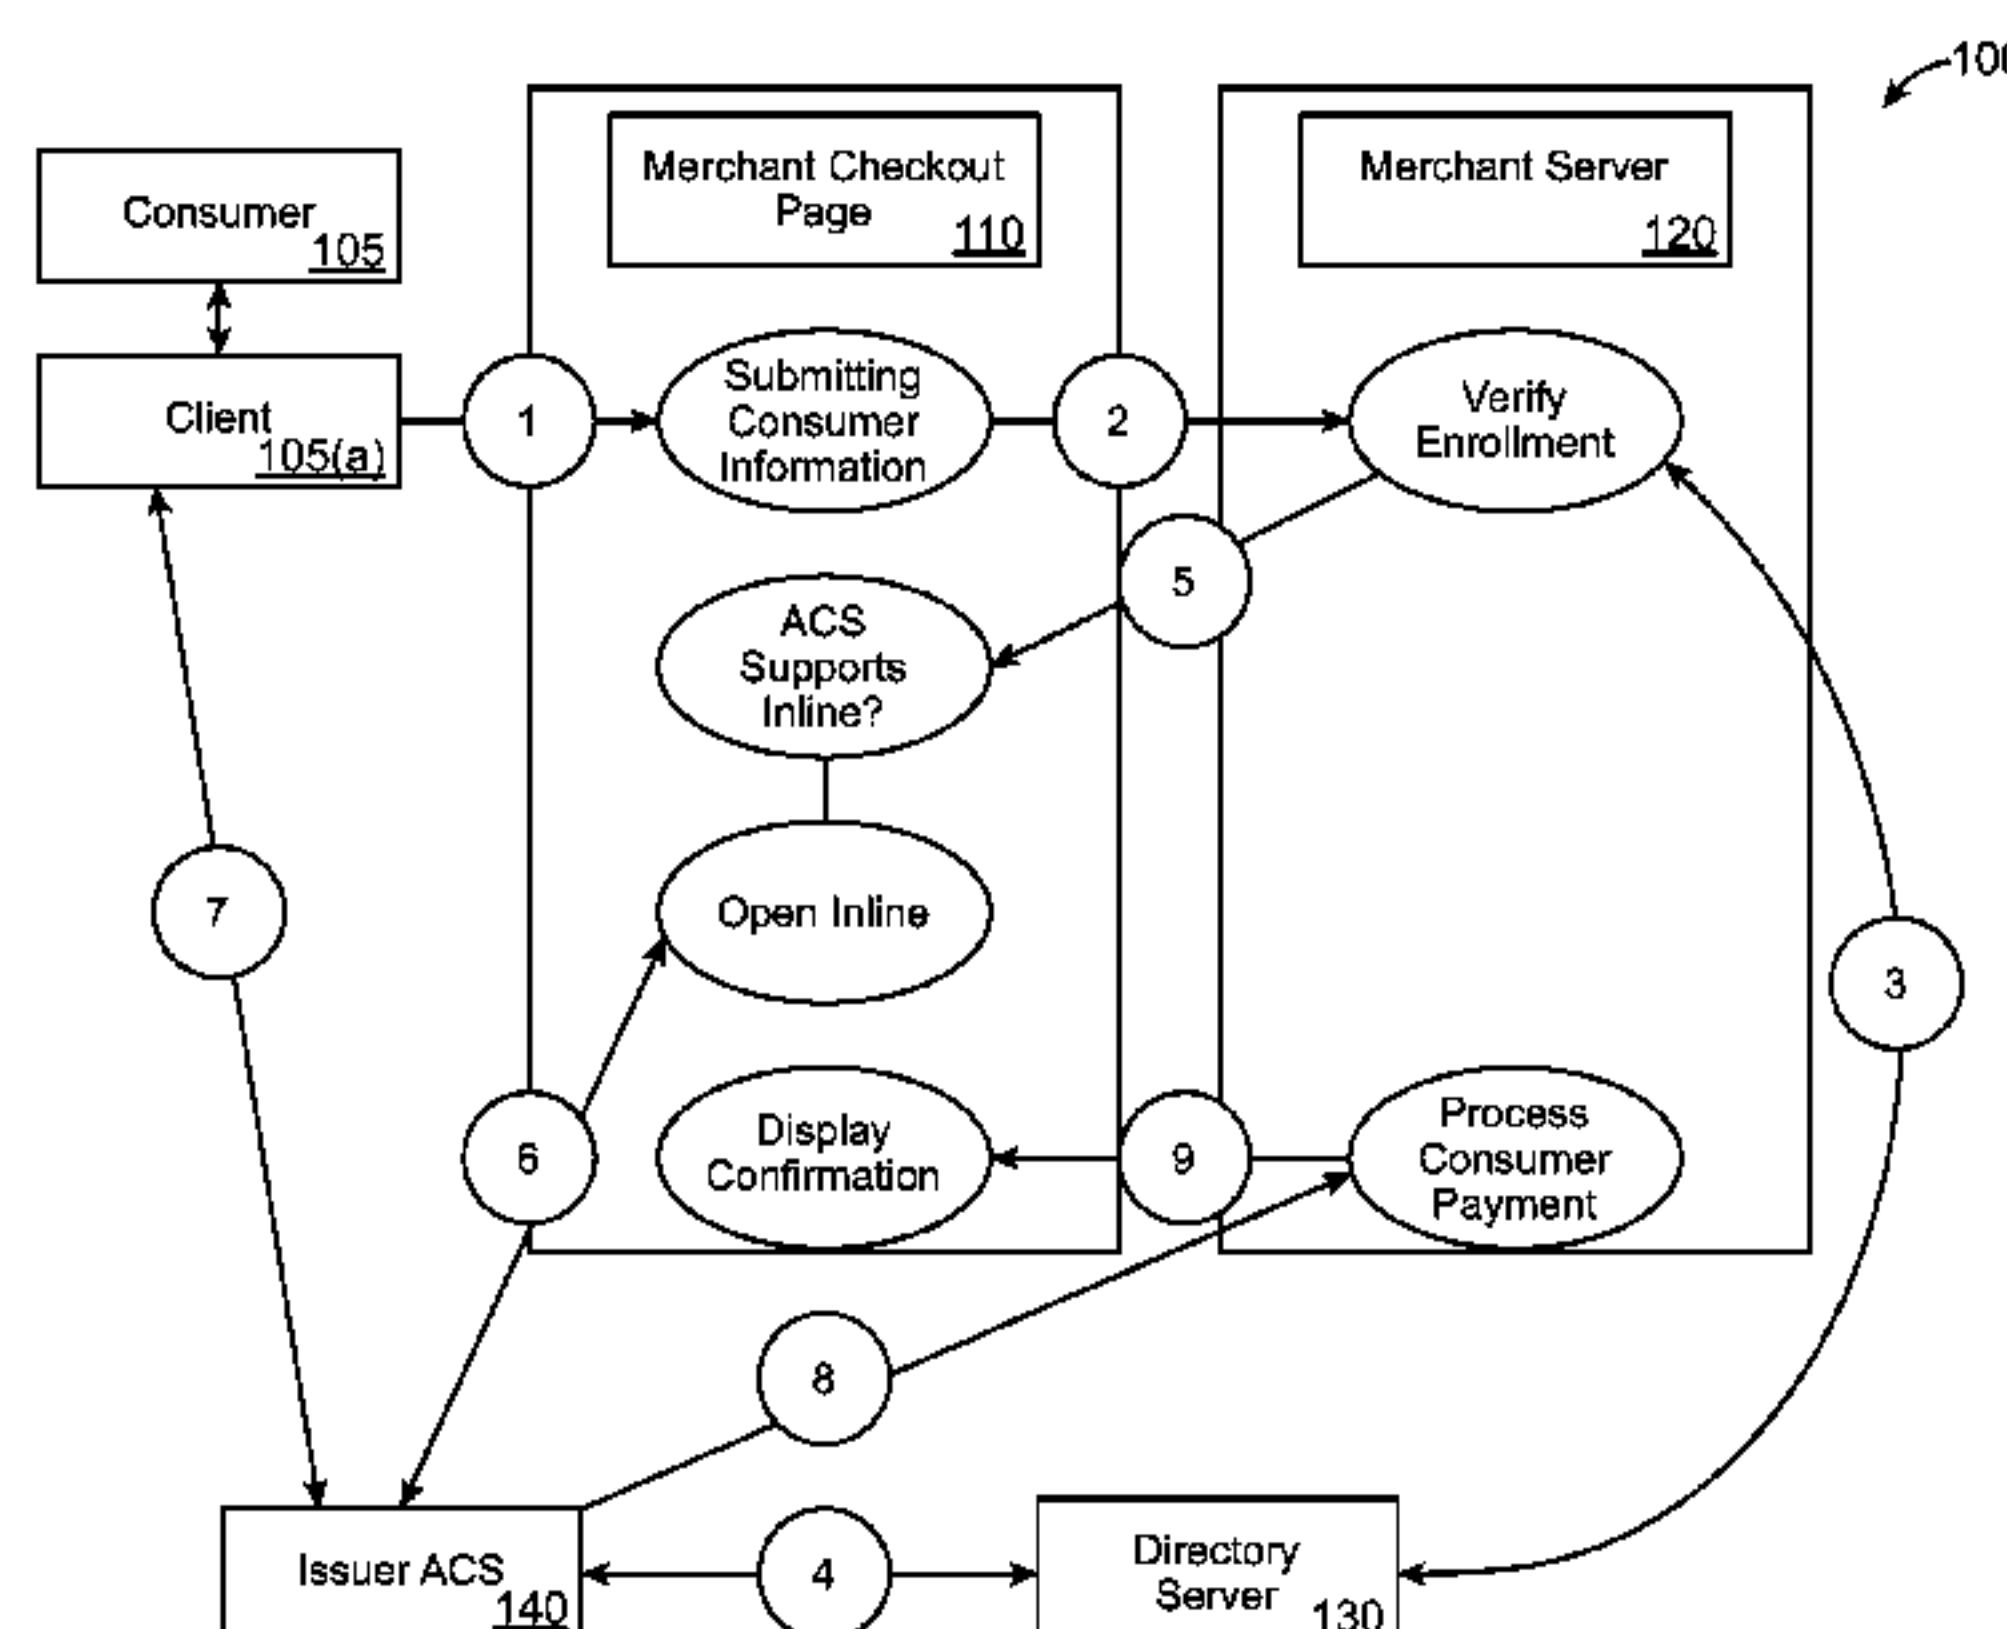 100
Merchant Checkout
Page
110
Merchant Server
120
Consumer
105
Client
105(a)
1
Submitting
Consumer
Information
2
Verify
Enrollment
5
ACS
Supports
Inline?
7
Open Inline
3
6
Display
Confirmation
9
Process
Consumer
Payment
8
Issuer ACS
140
4
Directory
Server
130